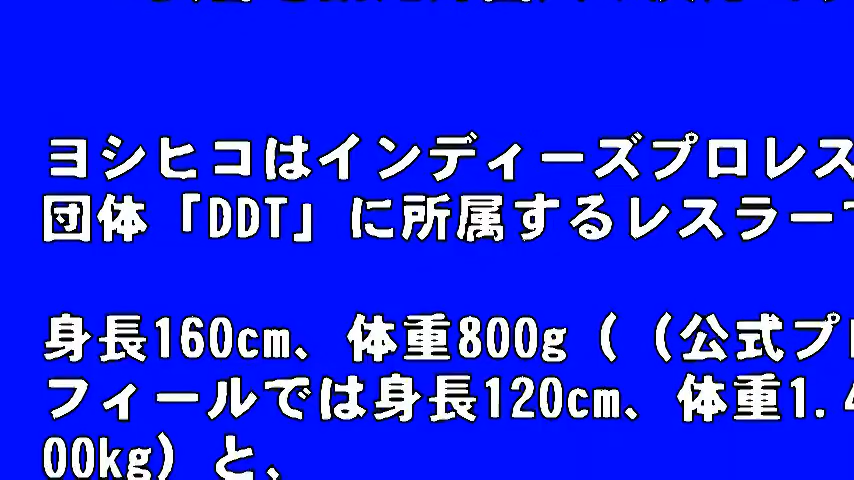 ヨシヒコはインディーズプロレス
団体「DDT」に所属するレスラー
身長160cm、体重800g（（公式プ
フィールでは身長120cm、体重1.4
00kg）と、